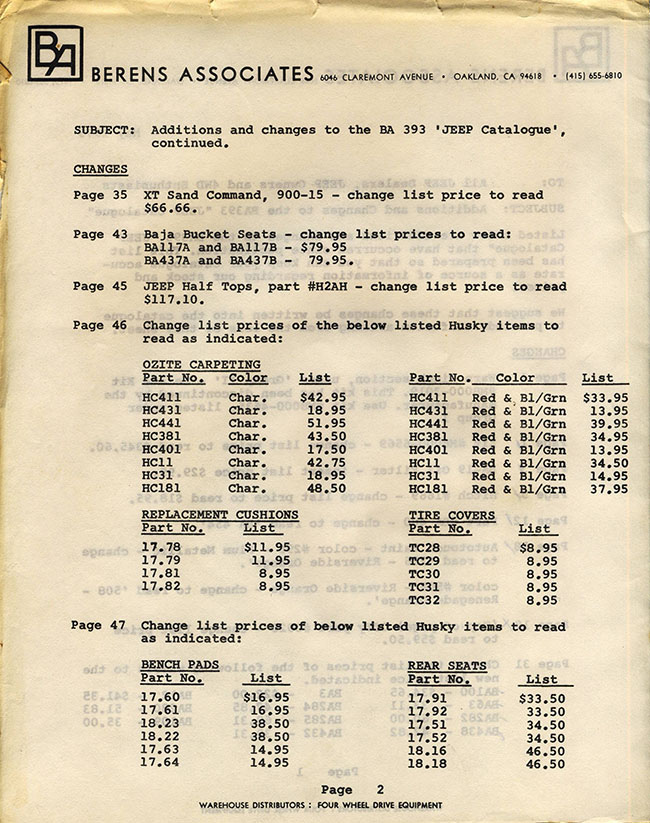 BA BERENS ASSOCIATES 6046 CLAREMONT AVENUE • OAKLAND, CA 94618 • (415) 655-6810
SUBJECT: Additions and changes to the BA 393 'JEEP Catalogue',
continued.
CHANGES
Page 35 XT Sand Command, 900-15 - change list price to read
$66.66.
Page 43 Baja Bucket Seats - change list prices to read:
BA117A and BA117B - $79.95
BA437A and BA437B - 79.95.
Page 45 JEEP Half Tops, part #H2AH - change list price to read
$117.10.
Page 46 Change list prices of the below listed Husky items to
read as indicated:
OZITE CARPETING
Part No. Color List Part No. Color List
HC411 Char. $42.95 HC411 Red & Bl/Grn $33.95
HC431 Char. 18.95 HC431 Red & Bl/Grn 13.95
HC441 Char. 51.95 HC441 Red & Bl/Grn 39.95
HC381 Char. 43.50 HC381 Red & Bl/Grn 34.95
HC401 Char. 17.50 HC401 Red & Bl/Grn 13.95
HC11 Char. 42.75 HC11 Red & Bl/Grn 34.50
HC31 Char. 18.95 HC31 Red & Bl/Grn 14.95
HC181 Char. 48.50 HC181 Red & Bl/Grn 37.95
REPLACEMENT CUSHIONS TIRE COVERS
Part No. List Part No. List
17.78 $11.95 TC28 $8.95
17.79 11.95 TC29 8.95
17.81 8.95 TC30 8.95
17.82 8.95 TC31 8.95
TC32 8.95
Page 47 Change list prices of below listed Husky items to read
as indicated:
BENCH PADS REAR SEATS
Part No. List Part No. List
17.60 $16.95 17.91 $33.50
17.61 16.95 17.92 33.50
18.23 38.50 17.51 34.50
18.22 38.50 17.52 34.50
17.63 14.95 18.16 46.50
17.64 14.95 18.18 46.50
Page 2
WAREHOUSE DISTRIBUTORS : FOUR WHEEL DRIVE EQUIPMENT